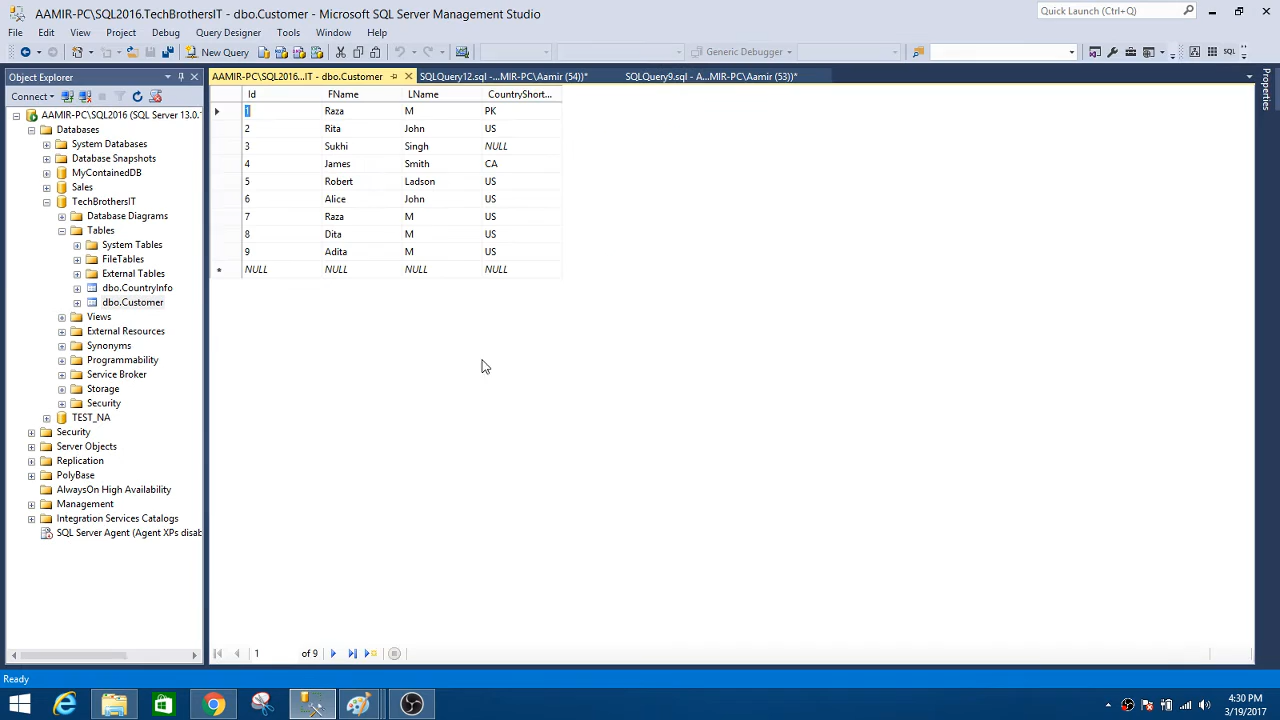 AAMIR-PC\SQL2016.TechBrothersIT - dbo.Customer - Microsoft SQL Server Management Studio
Quick Launch (Ctrl+Q)
File Edit View Project Debug Query Designer Tools Window Help
New Query
Generic Debugger
Object Explorer
AAMIR-PC\SQL2016...IT - dbo.Customer
SQLQuery12.sql -...MIR-PC\Aamir (54))*
SQLQuery9.sql - A...MIR-PC\Aamir (53))*
Properties
Connect
AAMIR-PC\SQL2016 (SQL Server 13.0.
Databases
System Databases
Database Snapshots
MyContainedDB
Sales
TechBrothersIT
Database Diagrams
Tables
System Tables
FileTables
External Tables
dbo.CountryInfo
dbo.Customer
Views
External Resources
Synonyms
Programmability
Service Broker
Storage
Security
TEST_NA
Security
Server Objects
Replication
PolyBase
AlwaysOn High Availability
Management
Integration Services Catalogs
SQL Server Agent (Agent XPs disab
Id FName LName CountryShort...
1 Raza M PK
2 Rita John US
3 Sukhi Singh NULL
4 James Smith CA
5 Robert Ladson US
6 Alice John US
7 Raza M US
8 Dita M US
9 Adita M US
NULL NULL NULL NULL
1 of 9
Ready
4:30 PM
3/19/2017